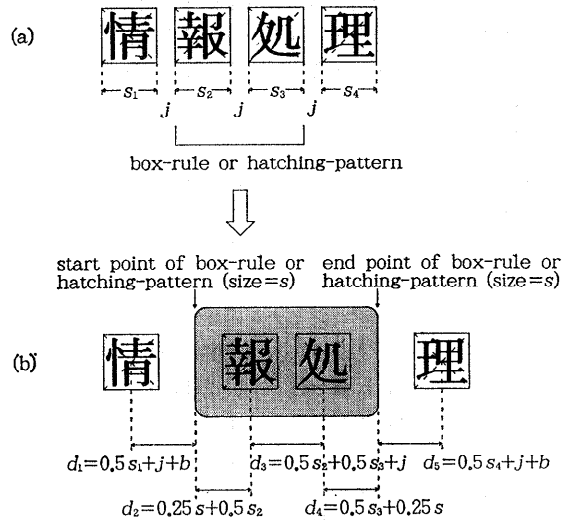 (a) 情 報 処 理
s₁ s₂ s₃ s₄
j j j
box-rule or hatching-pattern
start point of box-rule or
hatching-pattern (size=s)
end point of box-rule or
hatching-pattern (size=s)
(b) 情 報 処 理
d₁=0.5s₁+j+b d₃=0.5s₂+0.5s₃+j d₅=0.5s₄+j+b
d₂=0.25s+0.5s₂ d₄=0.5s₃+0.25s